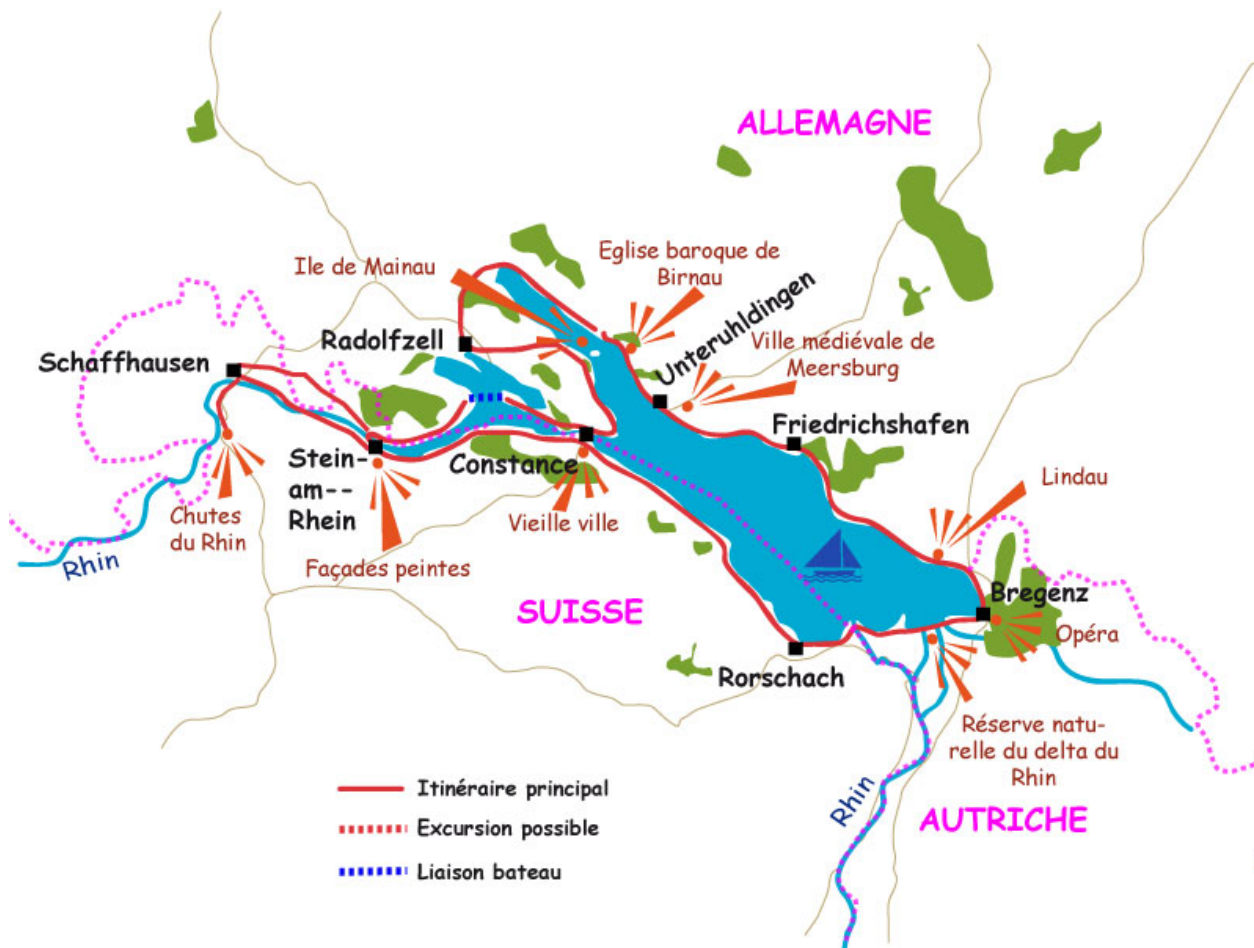 ALLEMAGNE
Ile de Mainau
Eglise baroque de
Birnau
Unteruhldingen
Radolfzell
Ville médiévale de
Meersburg
Schaffhausen
Friedrichshafen
Stein-
am--
Rhein
Constance
Lindau
Chutes
du Rhin
Vieille ville
Rhin
Façades peintes
Bregenz
SUISSE
Opéra
Rorschach
Réserve natu-
relle du delta du
Rhin
Rhin
AUTRICHE
Itinéraire principal
Excursion possible
Liaison bateau